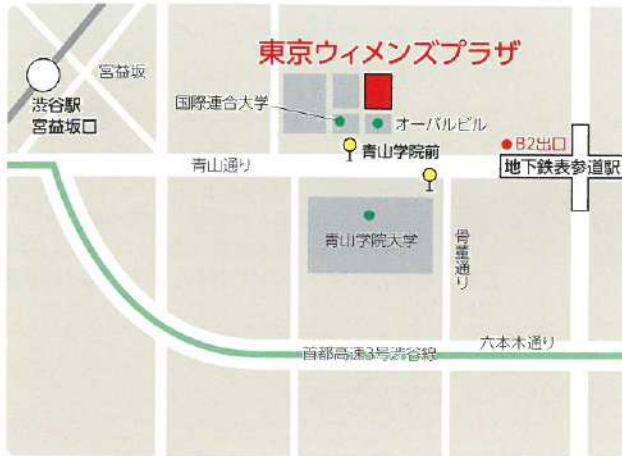 東京ウィメンズプラザ
宮益坂
渋谷駅
宮益坂口
国際連合大学
オーバルビル
青山学院前
B2出口
地下鉄表参道駅
青山通り
青山学院大学
骨董通り
六本木通り
首都高速3号渋谷線